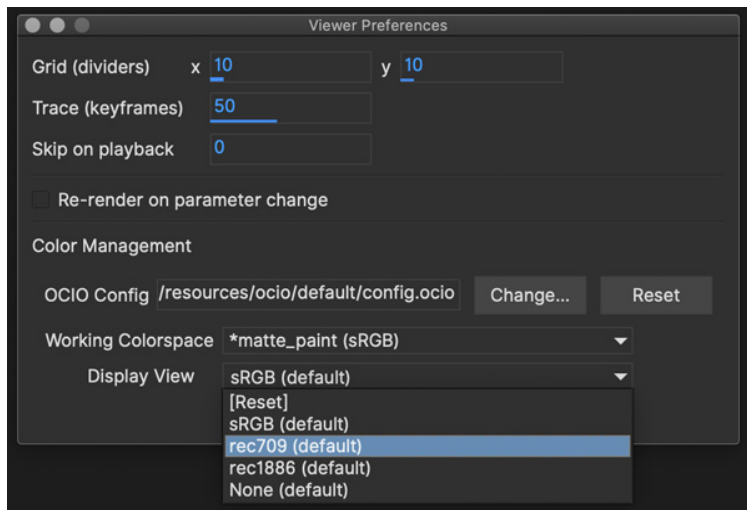 Viewer Preferences
Grid (dividers) x 10 y 10
Trace (keyframes) 50
Skip on playback 0
Re-render on parameter change
Color Management
OCIO Config /resources/ocio/default/config.ocio Change... Reset
Working Colorspace *matte_paint (sRGB)
Display View sRGB (default)
[Reset]
sRGB (default)
rec709 (default)
rec1886 (default)
None (default)